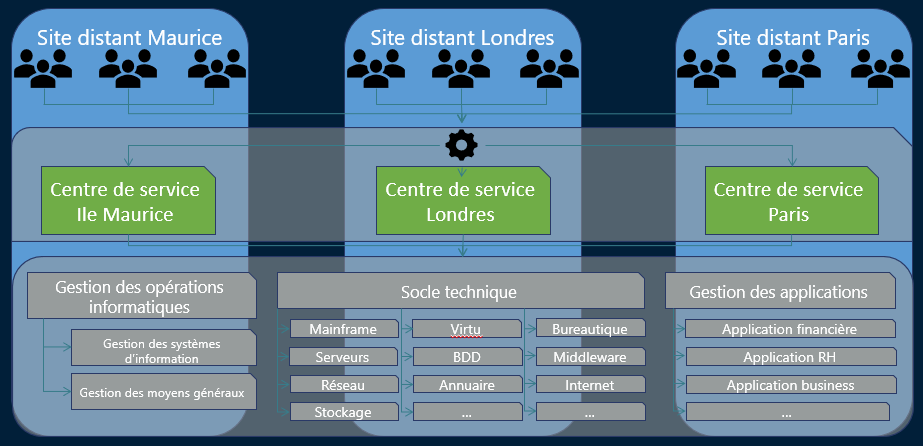 Site distant Maurice
Site distant Londres
Site distant Paris
Centre de service
Ile Maurice
Centre de service
Londres
Centre de service
Paris
Gestion des opérations
informatiques
Gestion des systèmes
d'information
Gestion des moyens généraux
Socle technique
Mainframe
Virtu
Bureautique
Serveurs
BDD
Middleware
Réseau
Annuaire
Internet
Stockage
...
...
Gestion des applications
Application financière
Application RH
Application business
...